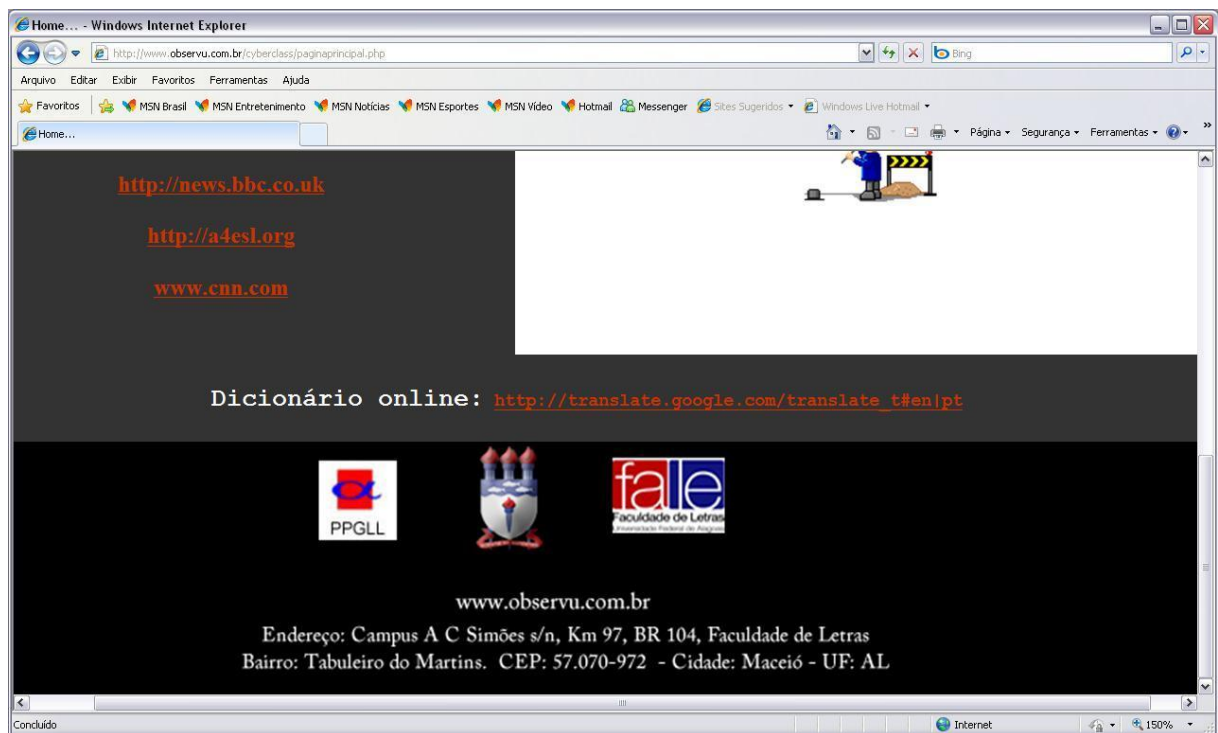 Home... - Windows Internet Explorer
http://www.observu.com.br/cyberclass/paginaprincipal.php
Bing
Arquivo Editar Exibir Favoritos Ferramentas Ajuda
Favoritos MSN Brasil MSN Entretenimento MSN Notícias MSN Esportes MSN Vídeo Hotmail Messenger Sites Sugeridos Windows Live Hotmail
Home... Página Segurança Ferramentas
http://news.bbc.co.uk
http://a4esl.org
www.cnn.com
Dicionário online: http://translate.google.com/translate_t#en|pt
PPGLL
fale
Faculdade de Letras
Universidade Federal de Alagoas
www.observu.com.br
Endereço: Campus A C Simões s/n, Km 97, BR 104, Faculdade de Letras
Bairro: Tabuleiro do Martins. CEP: 57.070-972 - Cidade: Maceió - UF: AL
Concluído Internet 150%